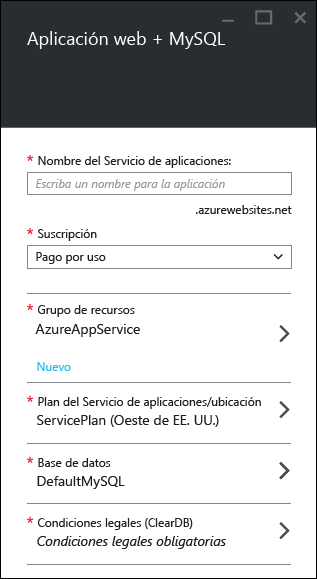 Aplicación web + MySQL
* Nombre del Servicio de aplicaciones:
Escriba un nombre para la aplicación
.azurewebsites.net
* Suscripción
Pago por uso
* Grupo de recursos
AzureAppService
Nuevo
* Plan del Servicio de aplicaciones/ubicación
ServicePlan (Oeste de EE. UU.)
* Base de datos
DefaultMySQL
* Condiciones legales (ClearDB)
Condiciones legales obligatorias